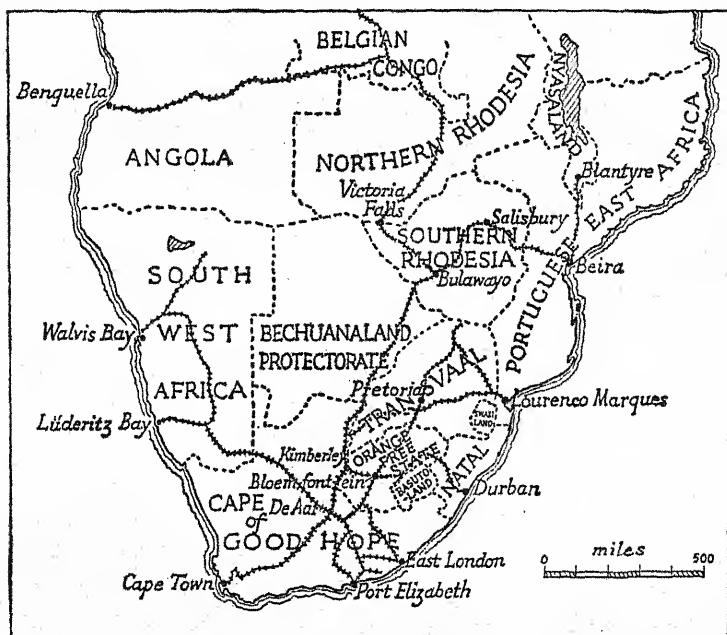 BELGIAN
CONGO
Benguella
NORTHERN RHODESIA
NYASALAND
ANGOLA
Blantyre
Victoria
Falls
Salisbury
PORTUGUESE EAST AFRICA
SOUTHERN
RHODESIA
Beira
Bulawayo
SOUTH
WEST
AFRICA
Walvis Bay
BECHUANALAND
PROTECTORATE
TRANSVAAL
Pretoria
Lourenco Marques
SWAZI
LAND
Lüderitz Bay
Kimberley
ORANGE
FREE
STATE
Bloemfontein
BASUTO
LAND
NATAL
Durban
CAPE
of
GOOD HOPE
De Aar
East London
Cape Town
Port Elizabeth
0 miles 500